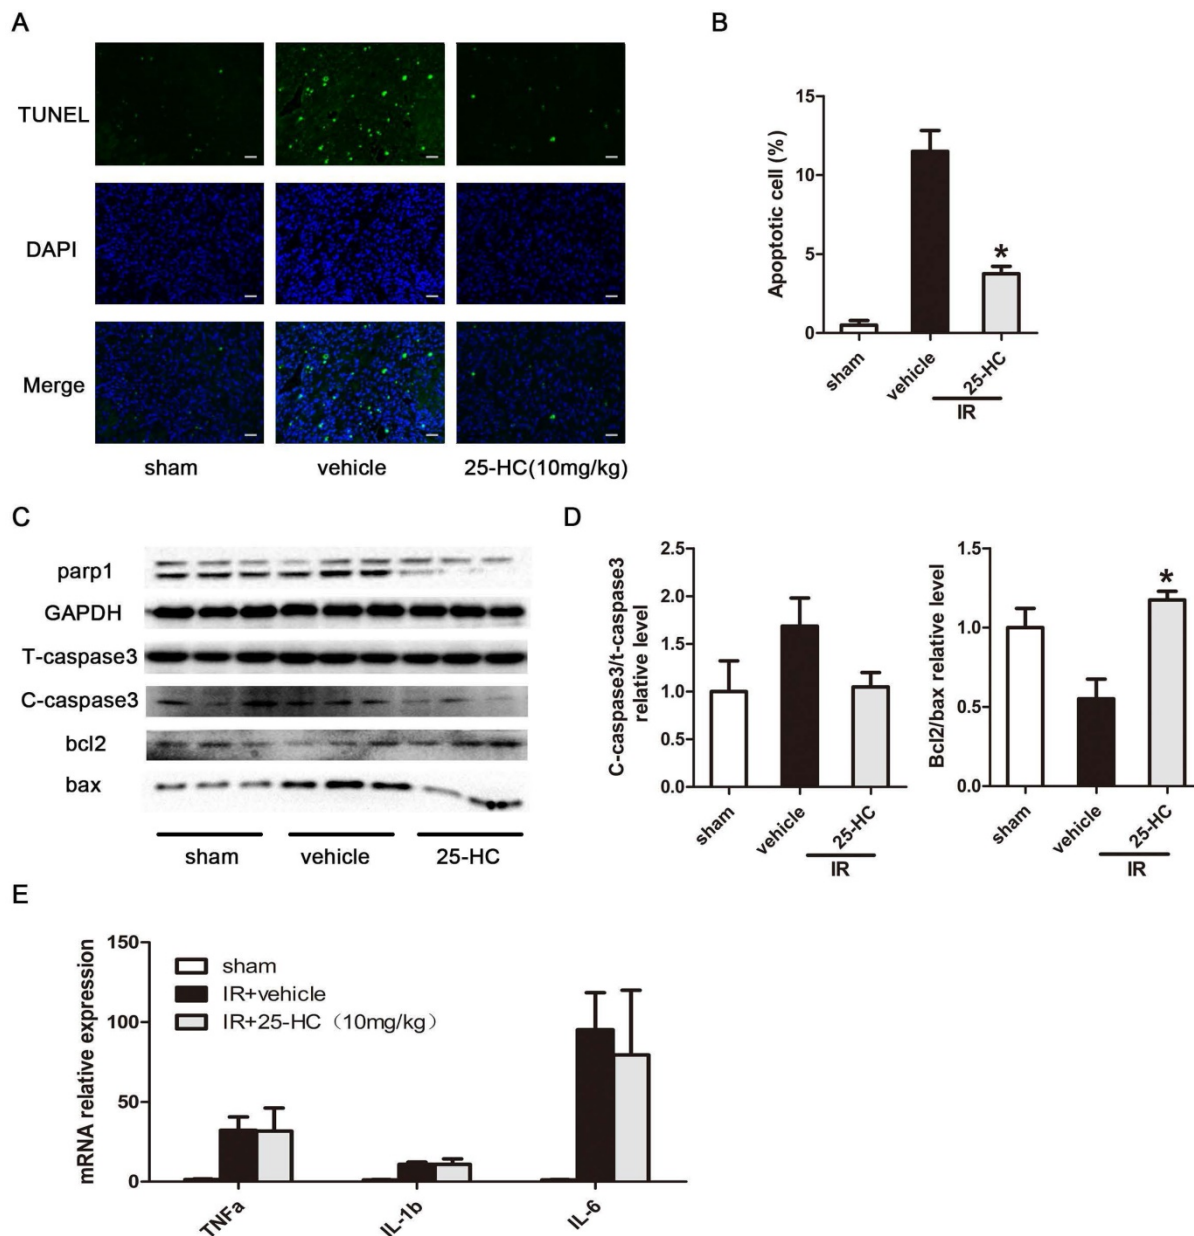 A
TUNEL
DAPI
Merge
sham vehicle 25-HC(10mg/kg)
B
Apoptotic cell (%)
15
10
5
0
*
sham vehicle 25-HC
IR
C
parp1
GAPDH
T-caspase3
C-caspase3
bcl2
bax
sham vehicle 25-HC
D
C-caspase3/t-caspase3
relative level
2.5
2.0
1.5
1.0
0.5
0.0
sham vehicle 25-HC
IR
Bcl2/bax relative level
1.5
1.0
0.5
0.0
*
sham vehicle 25-HC
IR
E
mRNA relative expression
150
100
50
0
sham
IR+vehicle
IR+25-HC（10mg/kg）
TNFa IL-1b IL-6